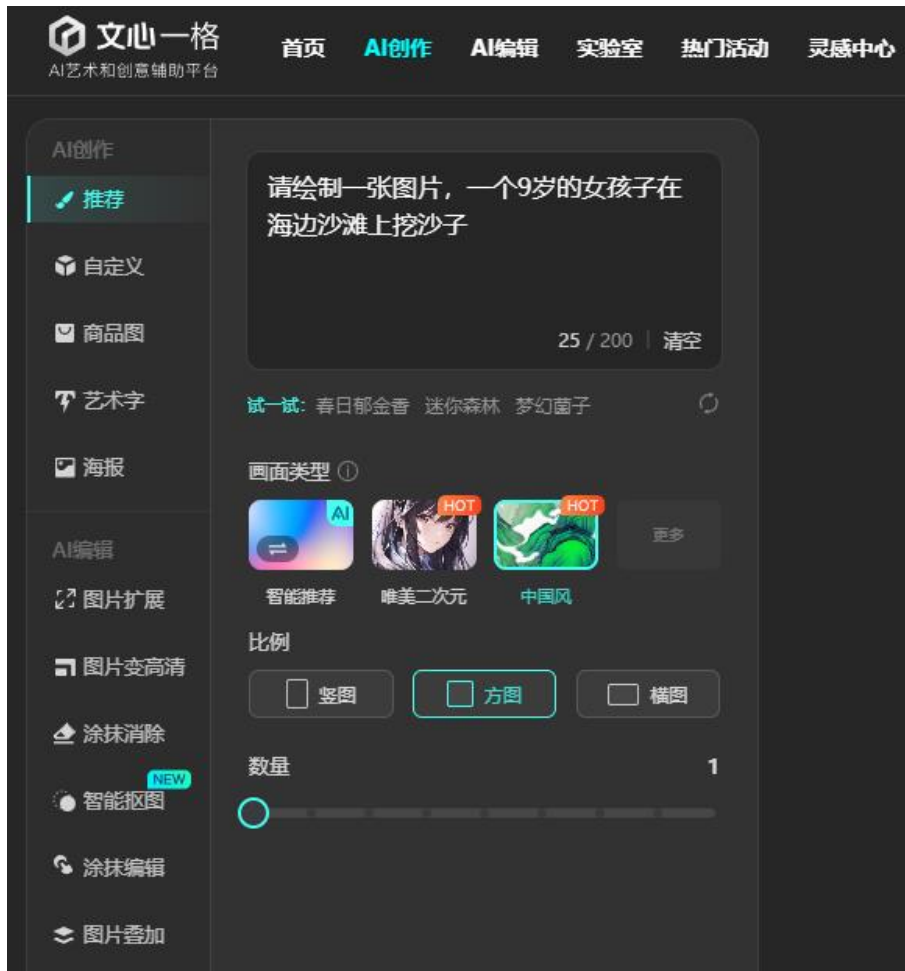 文心一格
AI艺术和创意辅助平台
首页 AI创作 AI编辑 实验室 热门活动 灵感中心
AI创作
推荐
自定义
商品图
艺术字
海报
AI编辑
图片扩展
图片变高清
涂抹消除
智能抠图 NEW
涂抹编辑
图片叠加
请绘制一张图片，一个9岁的女孩子在
海边沙滩上挖沙子
25 / 200 清空
试一试: 春日郁金香 迷你森林 梦幻菌子
画面类型
AI HOT HOT 更多
智能推荐 唯美二次元 中国风
比例
竖图 方图 横图
数量 1